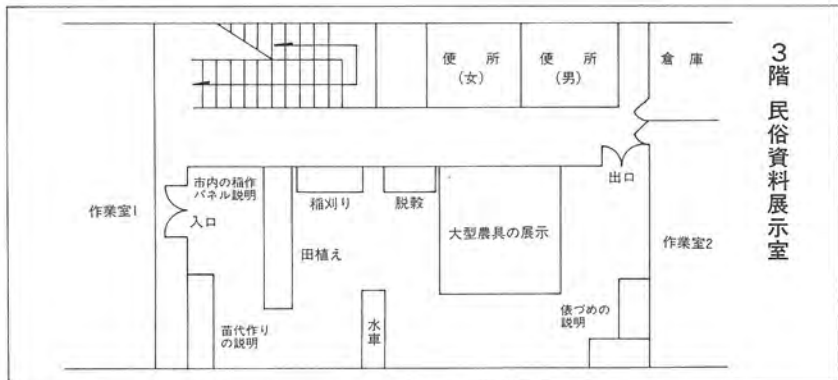 3階 民俗資料展示室
便 所
(女)
便 所
(男)
倉 庫
作業室1
市内の稲作
パネル説明
入口
稲刈り
脱穀
出口
田植え
大型農具の展示
作業室2
苗代作り
の説明
水車
俵づめの
説明